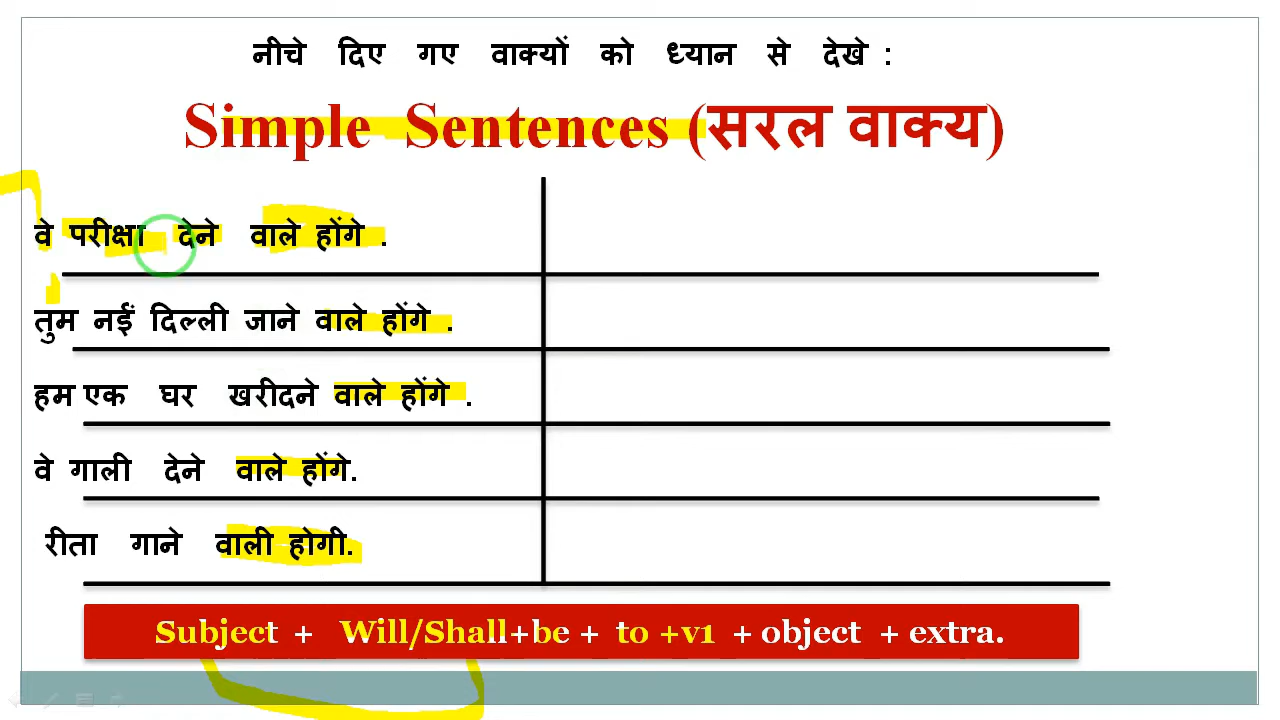 नीचे दिए गए वाक्यों को ध्यान से देखे :
Simple Sentences (सरल वाक्य)
वे परीक्षा देने वाले होंगे .
तुम नईं दिल्ली जाने वाले होंगे .
हम एक घर खरीदने वाले होंगे .
वे गाली देने वाले होंगे.
रीता गाने वाली होगी.
Subject + Will/Shall+be + to +v1 + object + extra.